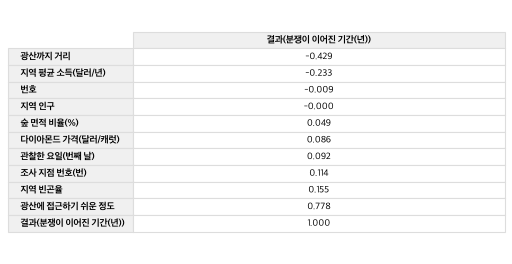 결과(분쟁이 이어진 기간(년))
광산까지 거리 -0.429
지역 평균 소득(달러/년) -0.233
번호 -0.009
지역 인구 -0.000
숲 면적 비율(%) 0.049
다이아몬드 가격(달러/캐럿) 0.086
관찰한 요일(번째 날) 0.092
조사 지점 번호(번) 0.114
지역 빈곤율 0.155
광산에 접근하기 쉬운 정도 0.778
결과(분쟁이 이어진 기간(년)) 1.000